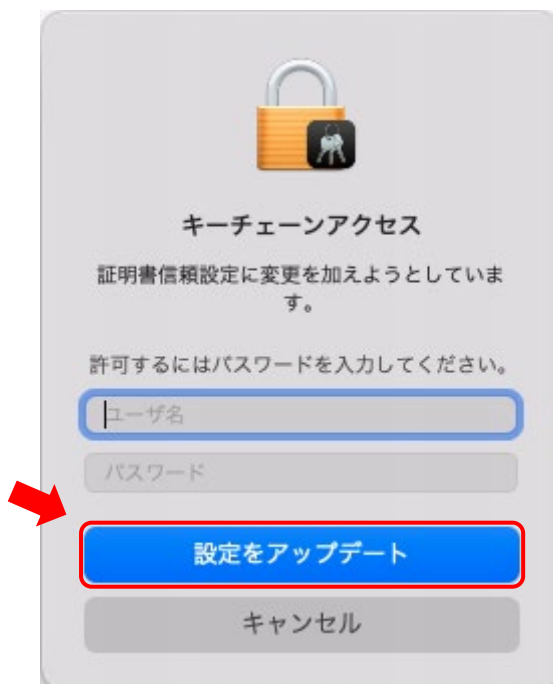 キーチェーンアクセス
証明書信頼設定に変更を加えようとしていま
す。
許可するにはパスワードを入力してください。
ユーザ名
パスワード
設定をアップデート
キャンセル